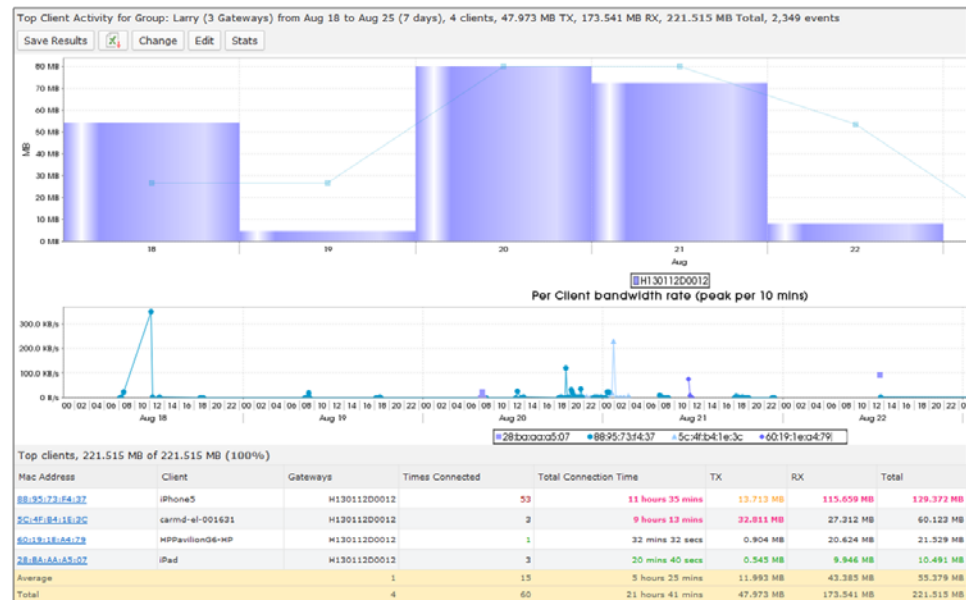 Top Client Activity for Group: Larry (3 Gateways) from Aug 18 to Aug 25 (7 days), 4 clients, 47.973 MB TX, 173.541 MB RX, 221.515 MB Total, 2,349 events
Save Results Change Edit Stats
80 MB
70 MB
60 MB
50 MB
40 MB
30 MB
20 MB
10 MB
0 MB
MB
18 19 20 21 22
Aug
H130112D0012
Per Client bandwidth rate (peak per 10 mins)
300.0 KB/s
200.0 KB/s
100.0 KB/s
0 B/s
00 02 04 06 08 10 12 14 16 18 20 22 00 02 04 06 08 10 12 14 16 18 20 22 00 02 04 06 08 10 12 14 16 18 20 22 00 02 04 06 08 10 12 14 16 18 20 22 00 02 04 06 08 10 12 14 16 18 20 22 0
Aug 18 Aug 19 Aug 20 Aug 21 Aug 22
28:ba:aa:a5:07 88:95:73:f4:37 5c:4f:b4:1e:3c 60:19:1e:a4:79
Top clients, 221.515 MB of 221.515 MB (100%)
Mac Address Client Gateways Times Connected Total Connection Time TX RX Total
88:95:73:F4:37 iPhone5 H130112D0012 53 11 hours 35 mins 13.713 MB 115.659 MB 129.372 MB
5C:4F:B4:1E:3C carmd-el-001631 H130112D0012 3 9 hours 13 mins 32.811 MB 27.312 MB 60.123 MB
60:19:1E:A4:79 HPPavilionG6-HP H130112D0012 1 32 mins 32 secs 0.904 MB 20.624 MB 21.529 MB
28:BA:AA:A5:07 iPad H130112D0012 3 20 mins 40 secs 0.545 MB 9.946 MB 10.491 MB
Average 1 15 5 hours 25 mins 11.993 MB 43.385 MB 55.379 MB
Total 4 60 21 hours 41 mins 47.973 MB 173.541 MB 221.515 MB